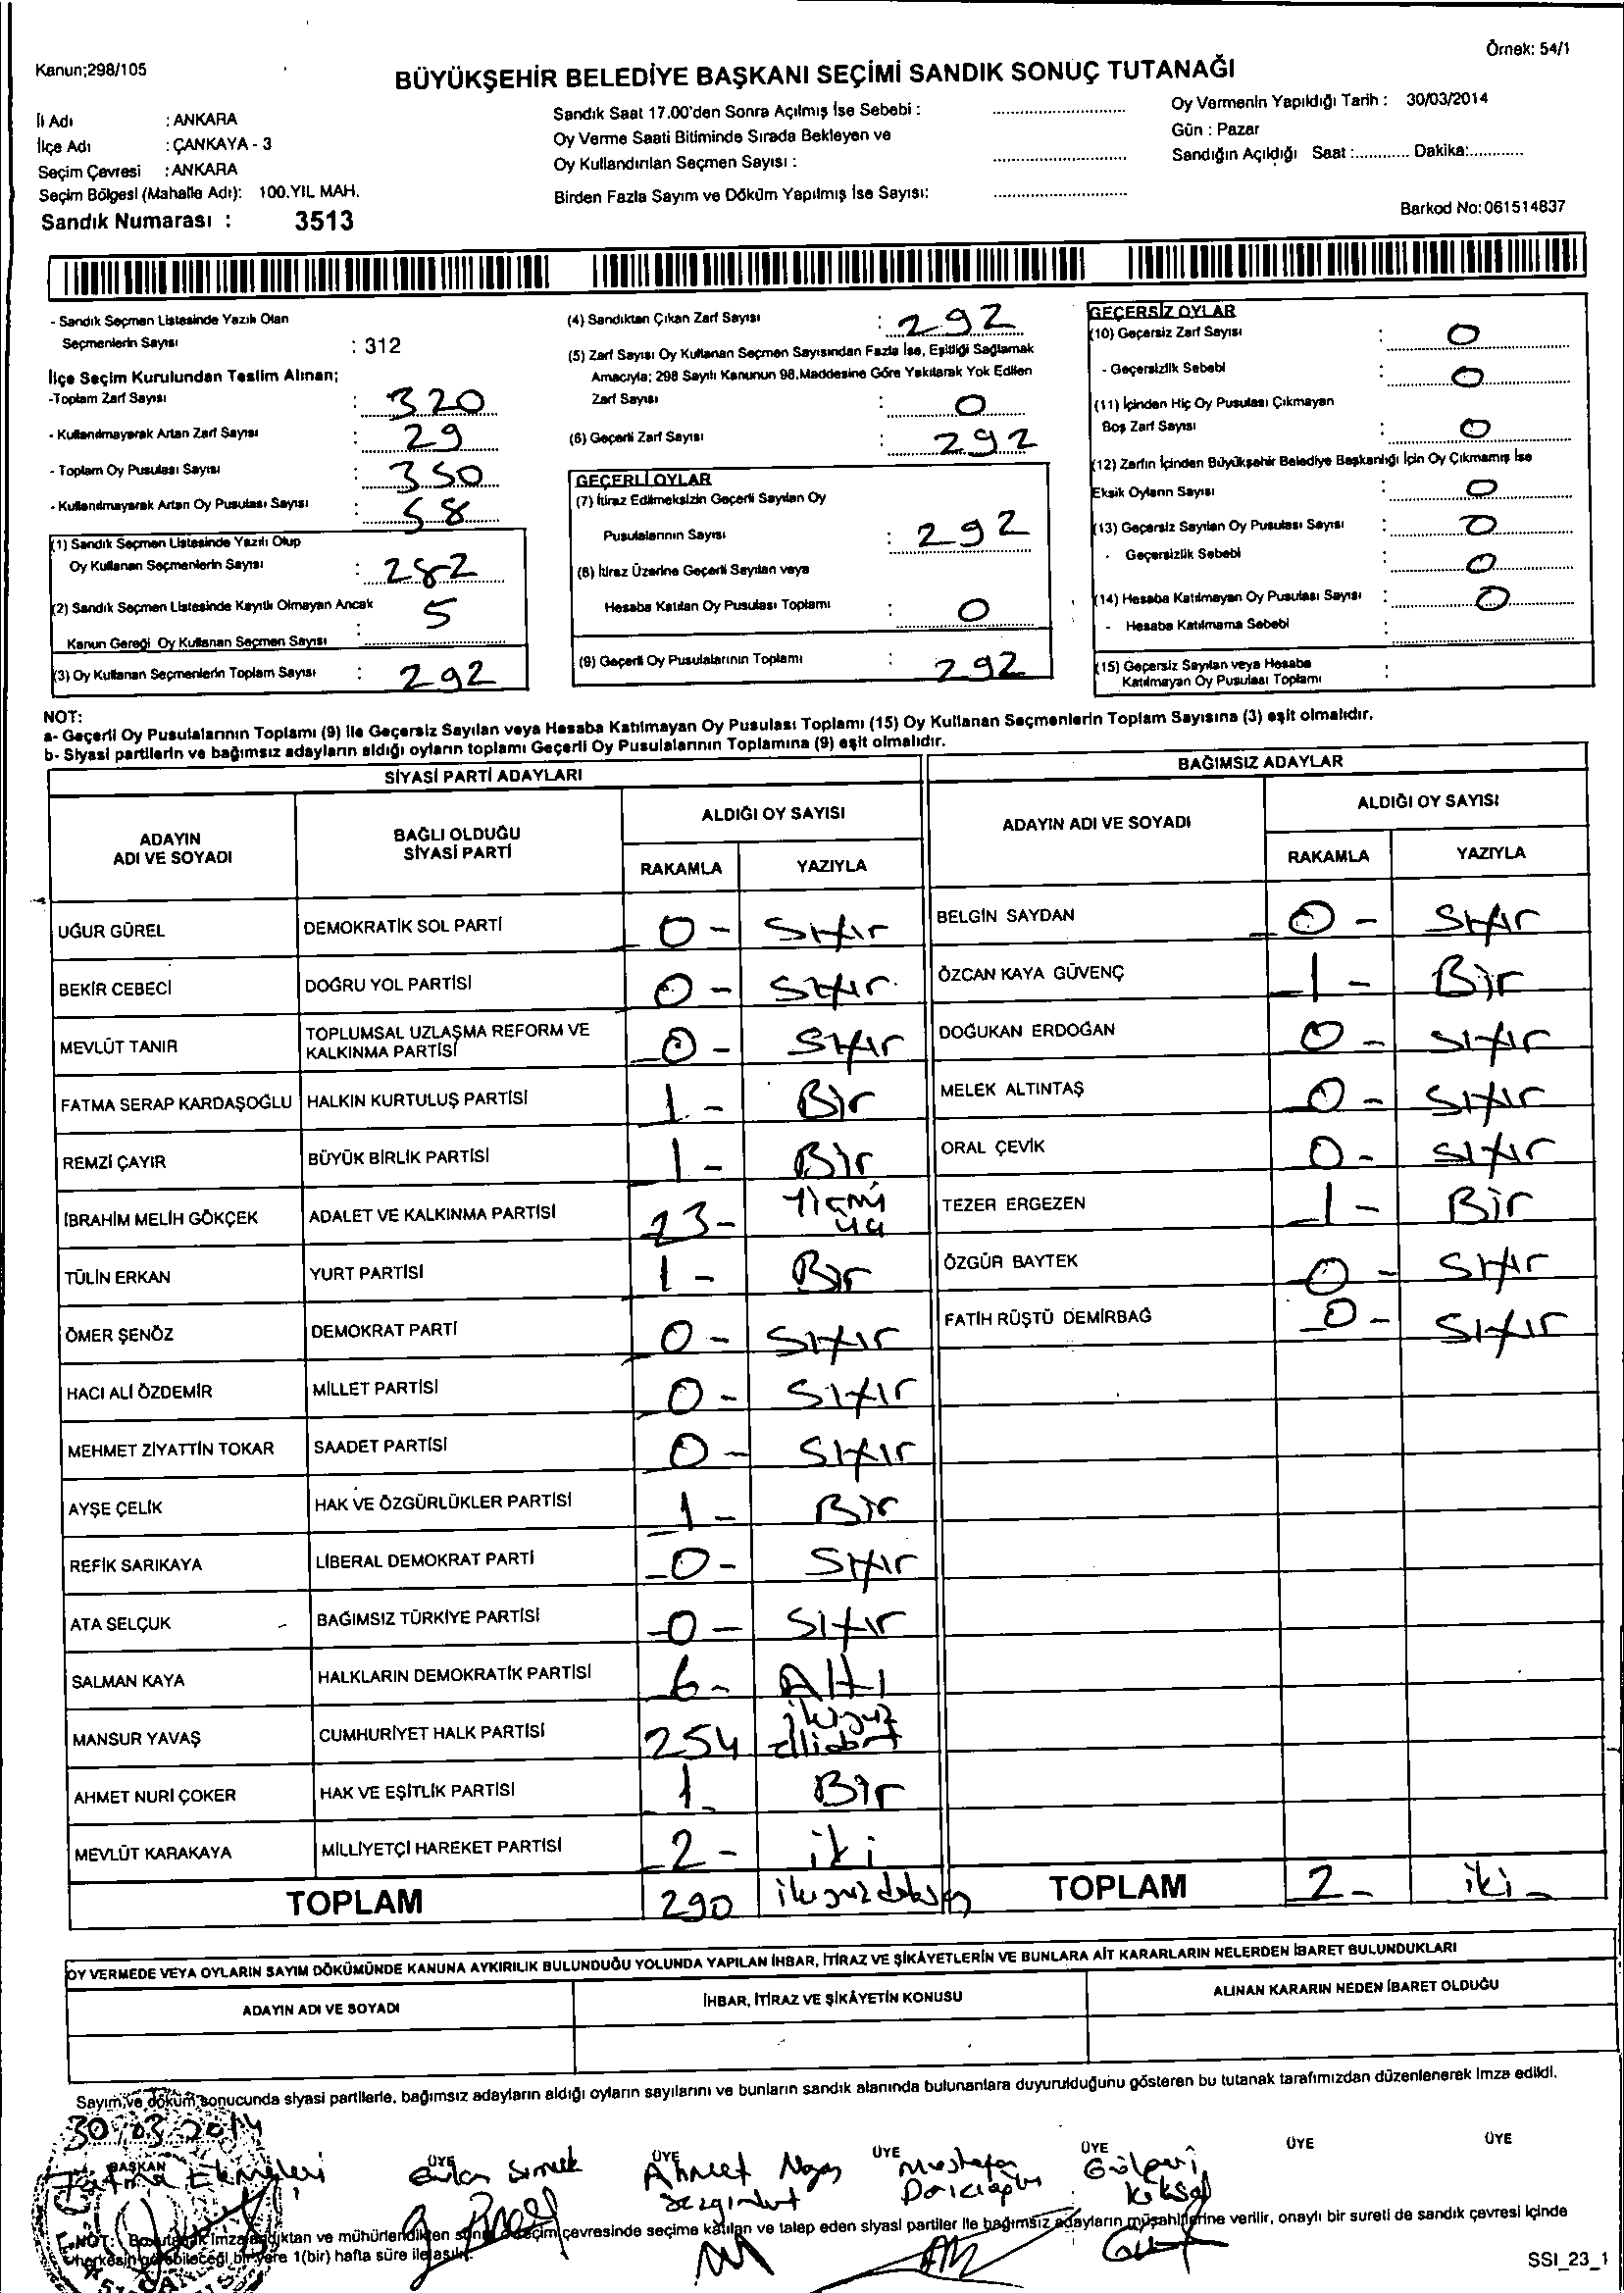 Kanun;298/105
Örnek: 54/1
BÜYÜKŞEHİR BELEDİYE BAŞKANI SEÇİMİ SANDIK SONUÇ TUTANAĞI
İl Adı : ANKARA
İlçe Adı : ÇANKAYA - 3
Seçim Çevresi : ANKARA
Seçim Bölgesi (Mahalle Adı): 100.YIL MAH.
Sandık Numarası : 3513
Sandık Saat 17.00'den Sonra Açılmış İse Sebebi :
Oy Verme Saati Bitiminde Sırada Bekleyen ve
Oy Kullandırılan Seçmen Sayısı :
Birden Fazla Sayım ve Döküm Yapılmış İse Sayısı:
Oy Vermenin Yapıldığı Tarih : 30/03/2014
Gün : Pazar
Sandığın Açıldığı Saat :............ Dakika:............
Barkod No:061514837
- Sandık Seçmen Listesinde Yazılı Olan
Seçmenlerin Sayısı : 312
İlçe Seçim Kurulundan Teslim Alınan;
-Toplam Zarf Sayısı : 320
- Kullanılmayarak Artan Zarf Sayısı : 29
- Toplam Oy Pusulası Sayısı : 350
- Kullanılmayarak Artan Oy Pusulası Sayısı : 58
(1) Sandık Seçmen Listesinde Yazılı Olup
Oy Kullanan Seçmenlerin Sayısı : 282
(2) Sandık Seçmen Listesinde Kayıtlı Olmayan Ancak
Kanun Gereği Oy Kullanan Seçmen Sayısı : 5
(3) Oy Kullanan Seçmenlerin Toplam Sayısı : 292
(4) Sandıktan Çıkan Zarf Sayısı : 292
(5) Zarf Sayısı Oy Kullanan Seçmen Sayısından Fazla İse, Eşitliği Sağlamak
Amacıyla; 298 Sayılı Kanunun 98.Maddesine Göre Yakılarak Yok Edilen
Zarf Sayısı : 0
(6) Geçerli Zarf Sayısı : 292
GEÇERLİ OYLAR
(7) İtiraz Edilmeksizin Geçerli Sayılan Oy
Pusulalarının Sayısı : 292
(8) İtiraz Üzerine Geçerli Sayılan veya
Hesaba Katılan Oy Pusulası Toplamı : 0
(9) Geçerli Oy Pusulalarının Toplamı : 292
GEÇERSİZ OYLAR
(10) Geçersiz Zarf Sayısı : 0
- Geçersizlik Sebebi : 0
(11) İçinden Hiç Oy Pusulası Çıkmayan
Boş Zarf Sayısı : 0
(12) Zarfın İçinden Büyükşehir Belediye Başkanlığı İçin Oy Çıkmamış İse
Eksik Oyların Sayısı : 0
(13) Geçersiz Sayılan Oy Pusulası Sayısı : 0
- Geçersizlik Sebebi : 0
(14) Hesaba Katılmayan Oy Pusulası Sayısı : 0
- Hesaba Katılmama Sebebi :
(15) Geçersiz Sayılan veya Hesaba
Katılmayan Oy Pusulası Toplamı :
NOT:
a- Geçerli Oy Pusulalarının Toplamı (9) ile Geçersiz Sayılan veya Hesaba Katılmayan Oy Pusulası Toplamı (15) Oy Kullanan Seçmenlerin Toplam Sayısına (3) eşit olmalıdır.
b- Siyasi partilerin ve bağımsız adayların aldığı oyların toplamı Geçerli Oy Pusulalarının Toplamına (9) eşit olmalıdır.
SİYASİ PARTİ ADAYLARI
ADAYIN ADI VE SOYADI BAĞLI OLDUĞU SİYASİ PARTİ ALDIĞI OY SAYISI
RAKAMLA YAZIYLA
UĞUR GÜREL DEMOKRATİK SOL PARTİ 0 - Sıfır
BEKİR CEBECİ DOĞRU YOL PARTİSİ 0 - Sıfır
MEVLÜT TANIR TOPLUMSAL UZLAŞMA REFORM VE KALKINMA PARTİSİ 0 - Sıfır
FATMA SERAP KARDAŞOĞLU HALKIN KURTULUŞ PARTİSİ 1 - Bir
REMZİ ÇAYIR BÜYÜK BİRLİK PARTİSİ 1 - Bir
İBRAHİM MELİH GÖKÇEK ADALET VE KALKINMA PARTİSİ 23 - Yirmi üç
TÜLİN ERKAN YURT PARTİSİ 1 - Bir
ÖMER ŞENÖZ DEMOKRAT PARTİ 0 - Sıfır
HACI ALİ ÖZDEMİR MİLLET PARTİSİ 0 - Sıfır
MEHMET ZİYATTİN TOKAR SAADET PARTİSİ 0 - Sıfır
AYŞE ÇELİK HAK VE ÖZGÜRLÜKLER PARTİSİ 1 - Bir
REFİK SARIKAYA LİBERAL DEMOKRAT PARTİ 0 - Sıfır
ATA SELÇUK BAĞIMSIZ TÜRKİYE PARTİSİ 0 - Sıfır
SALMAN KAYA HALKLARIN DEMOKRATİK PARTİSİ 6 - Altı
MANSUR YAVAŞ CUMHURİYET HALK PARTİSİ 254 ikiyüz ellidört
AHMET NURİ ÇOKER HAK VE EŞİTLİK PARTİSİ 1 - Bir
MEVLÜT KARAKAYA MİLLİYETÇİ HAREKET PARTİSİ 2 - iki
TOPLAM 290 ikiyüz doksan
BAĞIMSIZ ADAYLAR
ADAYIN ADI VE SOYADI ALDIĞI OY SAYISI
RAKAMLA YAZIYLA
BELGİN SAYDAN 0 - Sıfır
ÖZCAN KAYA GÜVENÇ 1 - Bir
DOĞUKAN ERDOĞAN 0 - Sıfır
MELEK ALTINTAŞ 0 - Sıfır
ORAL ÇEVİK 0 - Sıfır
TEZER ERGEZEN 1 - Bir
ÖZGÜR BAYTEK 0 - Sıfır
FATİH RÜŞTÜ DEMİRBAĞ 0 - Sıfır
TOPLAM 2 - iki -
OY VERMEDE VEYA OYLARIN SAYIM DÖKÜMÜNDE KANUNA AYKIRILIK BULUNDUĞU YOLUNDA YAPILAN İHBAR, İTİRAZ VE ŞİKÂYETLERİN VE BUNLARA AİT KARARLARIN NELERDEN İBARET BULUNDUKLARI
ADAYIN ADI VE SOYADI İHBAR, İTİRAZ VE ŞİKÂYETİN KONUSU ALINAN KARARIN NEDEN İBARET OLDUĞU
Sayım ve döküm sonucunda siyasi partilerle, bağımsız adayların aldığı oyların sayılarını ve bunların sandık alanında bulunanlara duyurulduğunu gösteren bu tutanak tarafımızdan düzenlenerek imza edildi.
30/03/2014
BAŞKAN ÜYE ÜYE ÜYE ÜYE ÜYE ÜYE
Fatma Ahmet Mustafa
NOT: Bu tutanak imzalandıktan ve mühürlendikten sonra seçim çevresinde seçime katılan ve talep eden siyasi partiler ile bağımsız adayların müşahitlerine verilir, onaylı bir sureti de sandık çevresi içinde
herkesin görebileceği bir yere 1(bir) hafta süre ile asılır.
SSI_23_1